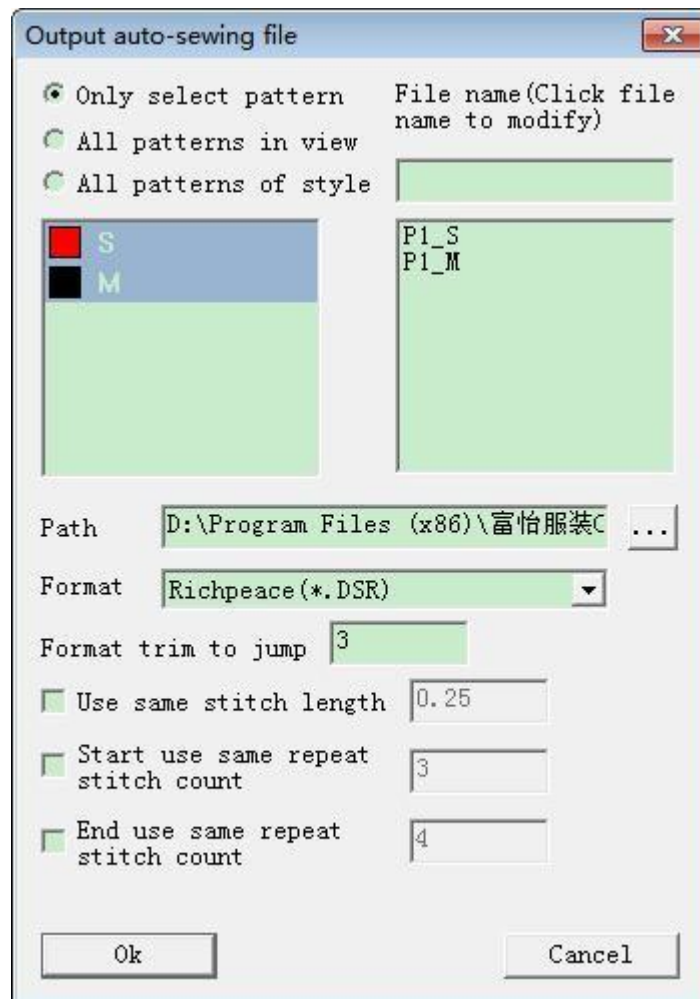 Output auto-sewing file
Only select pattern
All patterns in view
All patterns of style
File name(Click file
name to modify)
S
M
P1_S
P1_M
Path
D:\Program Files (x86)\富怡服装C
...
Format
Richpeace(*.DSR)
Format trim to jump
3
Use same stitch length
0.25
Start use same repeat
stitch count
3
End use same repeat
stitch count
4
Ok
Cancel